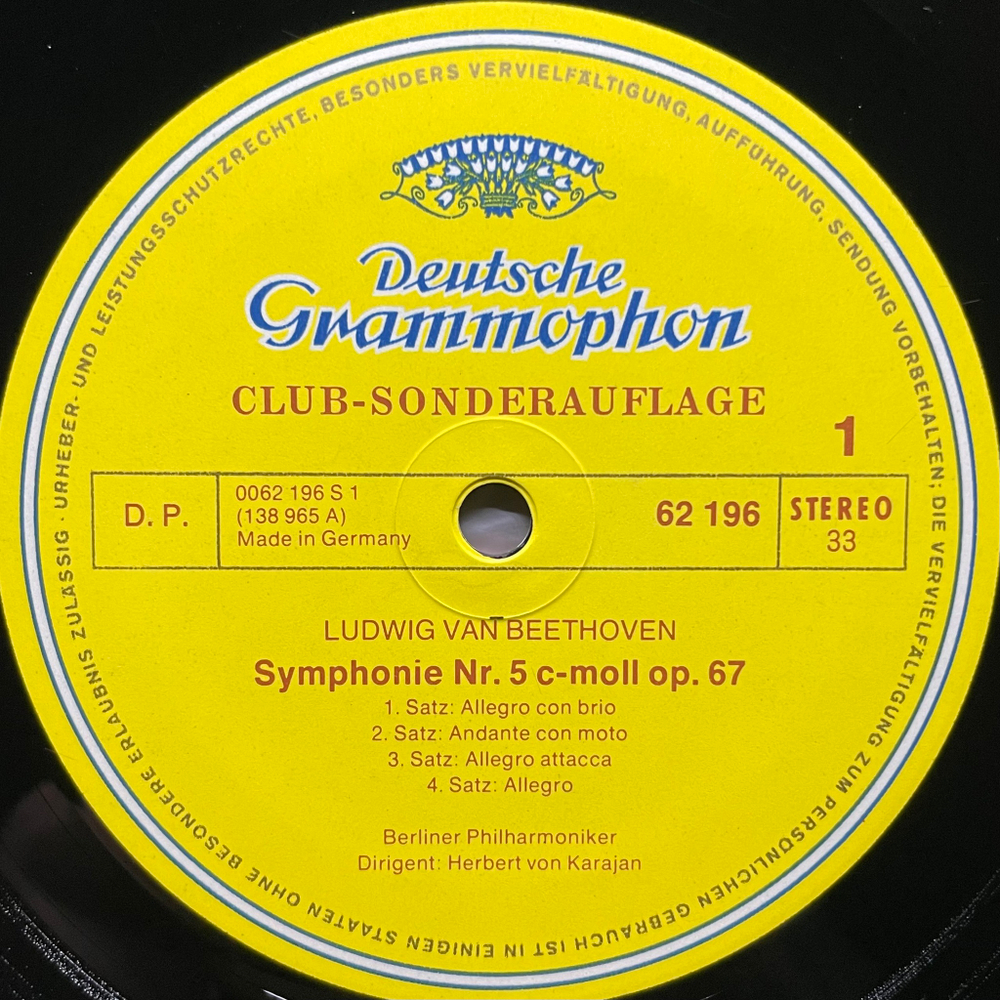 URHEBER- UND LEISTUNGSSCHUTZRECHTE, BESONDERS VERVIELFÄLTIGUNG, AUFFÜHRUNG, SENDUNG VORBEHALTEN; DIE VERVIELFÄLTIGUNG ZUM PERSÖNLICHEN GEBRAUCH IST IN EINIGEN STAATEN OHNE BESONDERE ERLAUBNIS ZULÄSSIG ·
Deutsche
Grammophon
CLUB-SONDERAUFLAGE
1
D. P.
0062 196 S 1
(138 965 A)
Made in Germany
62 196
STEREO
33
LUDWIG VAN BEETHOVEN
Symphonie Nr. 5 c-moll op. 67
1. Satz: Allegro con brio
2. Satz: Andante con moto
3. Satz: Allegro attacca
4. Satz: Allegro
Berliner Philharmoniker
Dirigent: Herbert von Karajan